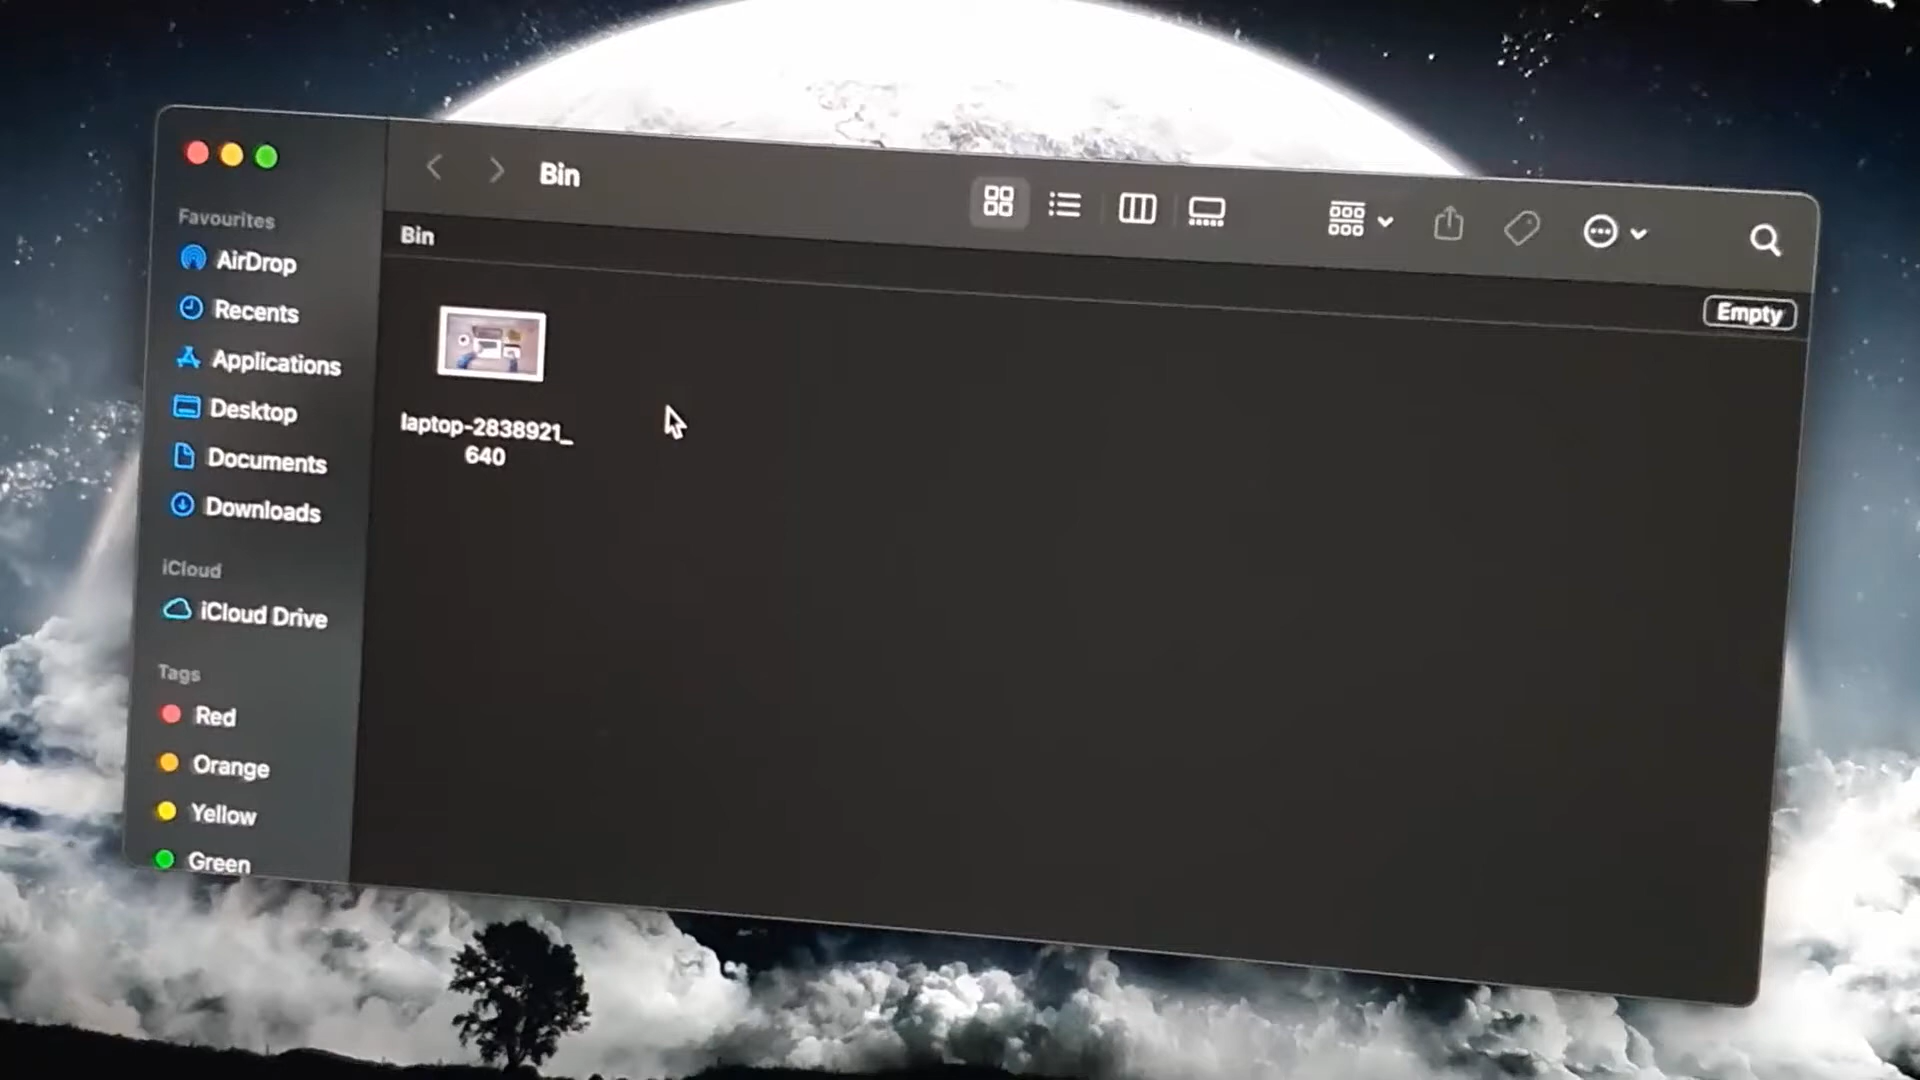 Favourites
AirDrop
Recents
Applications
Desktop
Documents
Downloads
iCloud
iCloud Drive
Tags
Red
Orange
Yellow
Green
Bin
Bin
Empty
laptop-2838921_
640